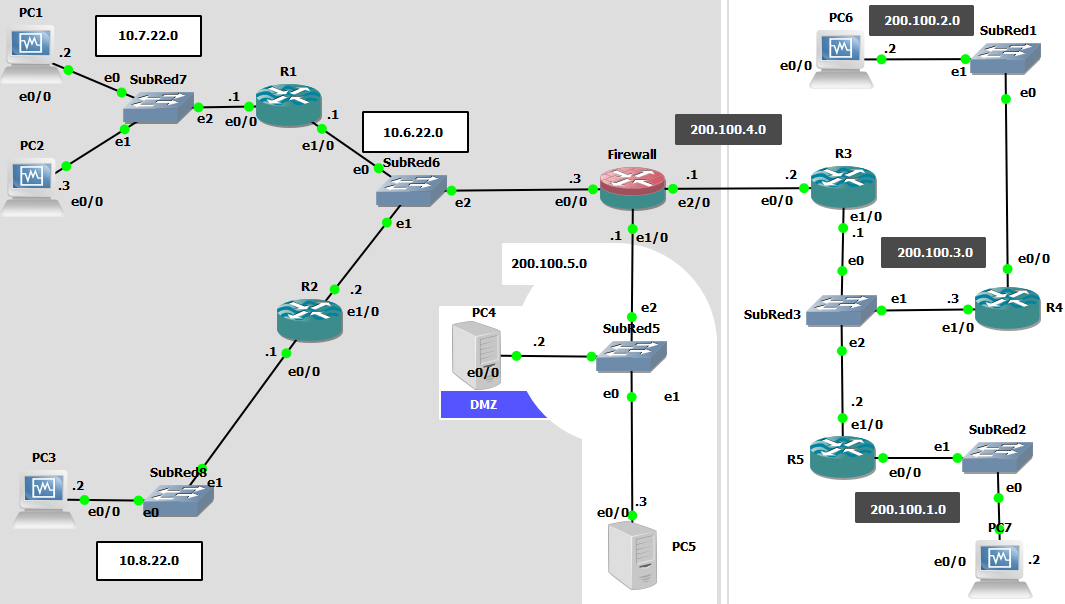 PC1
10.7.22.0
.2
e0
SubRed7
R1
e0/0
.1
e2
e0/0
.1
e1
e1/0
PC2
.3
e0/0
10.6.22.0
e0
SubRed6
e2
e1
R2
.2
e1/0
.1
e0/0
PC3
.2
e0/0
SubRed8
e1
e0
10.8.22.0
Firewall
.3
e0/0
.1
e2/0
.1
e1/0
200.100.5.0
e2
SubRed5
PC4
.2
e0/0
DMZ
e0
e1
.3
e0/0
PC5
PC6
200.100.2.0
SubRed1
.2
e0/0
e1
e0
200.100.4.0
R3
.2
e0/0
e1/0
.1
200.100.3.0
e0
e0/0
SubRed3
e1
.3
e1/0
R4
e2
.2
e1/0
R5
e0/0
e1
SubRed2
e0
200.100.1.0
PC7
e0/0
.2